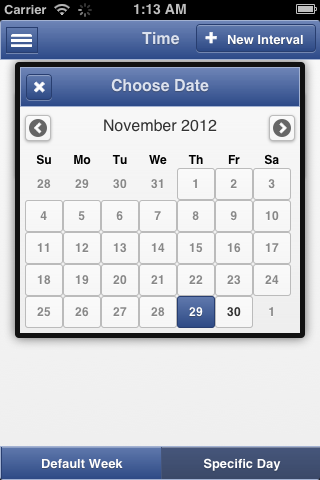 Carrier 1:13 AM
Time + New Interval
Choose Date
November 2012
Su Mo Tu We Th Fr Sa
28 29 30 31 1 2 3
4 5 6 7 8 9 10
11 12 13 14 15 16 17
18 19 20 21 22 23 24
25 26 27 28 29 30 1
Default Week Specific Day